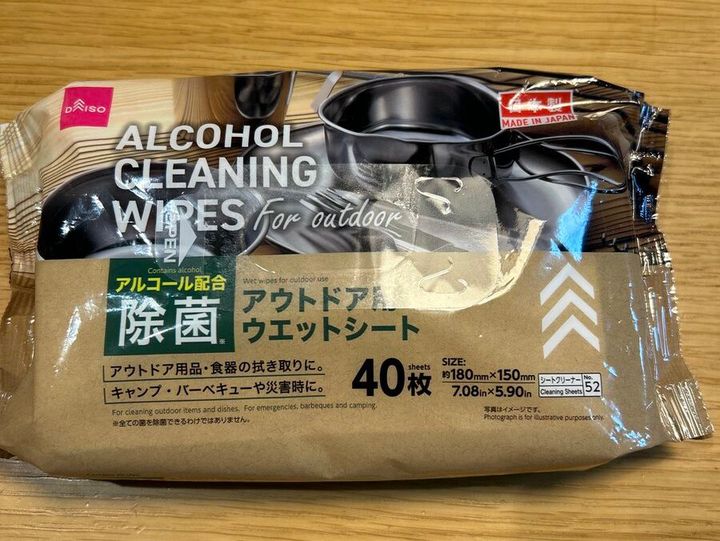 DAISO
日本製
MADE IN JAPAN
ALCOHOL
CLEANING
WIPES For outdoor
OPEN
Contains alcohol
アルコール配合
除菌※
Wet wipes for outdoor use
アウトドア用
ウエットシート
アウトドア用品・食器の拭き取りに。
キャンプ・バーベキューや災害時に。
For cleaning outdoor items and dishes. For emergencies, barbeques and camping.
※全ての菌を除菌できるわけではありません。
40枚
sheets
SIZE:
約180mm×150mm
7.08in×5.90in
シートクリーナー
Cleaning Sheets
No.
52
写真はイメージです。
Photograph is for illustrative purposes only.